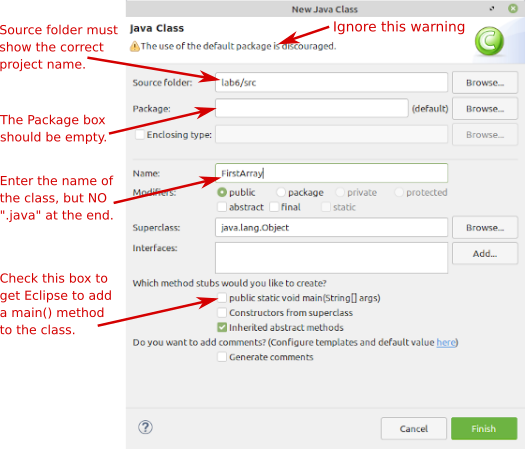 New Java Class
Java Class
The use of the default package is discouraged.
Ignore this warning
Source folder must
show the correct
project name.
Source folder:
lab6/src
Browse...
The Package box
should be empty.
Package:
(default)
Browse...
Enclosing type:
Browse...
Enter the name of
the class, but NO
".java" at the end.
Name:
FirstArray
Modifiers:
public
package
private
protected
abstract
final
static
Superclass:
java.lang.Object
Browse...
Interfaces:
Add...
Check this box to
get Eclipse to add
a main() method
to the class.
Which method stubs would you like to create?
public static void main(String[] args)
Constructors from superclass
Inherited abstract methods
Do you want to add comments? (Configure templates and default value here)
Generate comments
?
Cancel
Finish